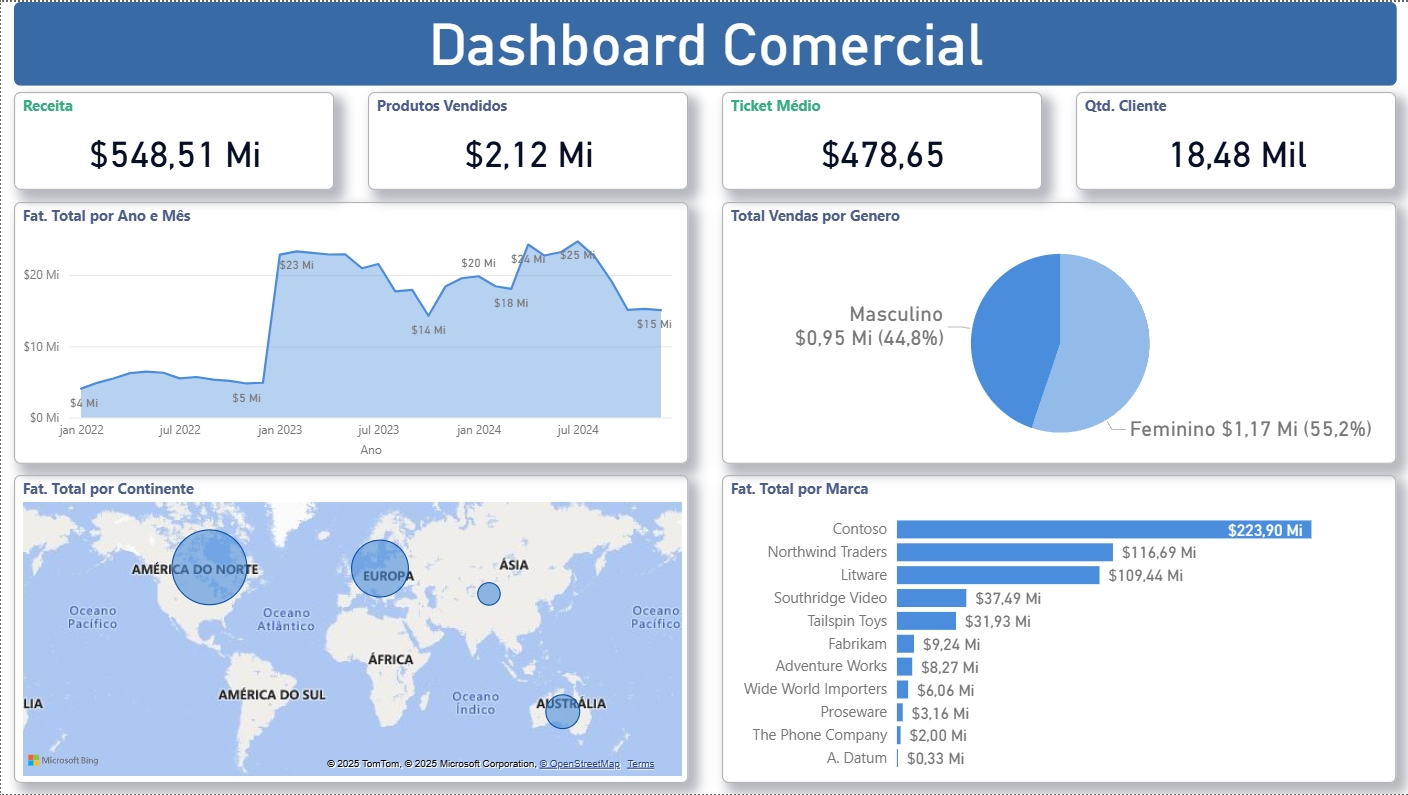 Dashboard Comercial
Receita
$548,51 Mi
Produtos Vendidos
$2,12 Mi
Ticket Médio
$478,65
Qtd. Cliente
18,48 Mil
Fat. Total por Ano e Mês
$20 Mi
$10 Mi
$0 Mi
$4 Mi
$5 Mi
$23 Mi
$14 Mi
$20 Mi
$18 Mi
$24 Mi
$25 Mi
$15 Mi
jan 2022
jul 2022
jan 2023
jul 2023
jan 2024
jul 2024
Ano
Total Vendas por Genero
Masculino
$0,95 Mi (44,8%)
Feminino $1,17 Mi (55,2%)
Fat. Total por Continente
AMÉRICA DO NORTE
EUROPA
ÁSIA
Oceano
Pacífico
Oceano
Atlântico
Oceano
Pacífico
ÁFRICA
AMÉRICA DO SUL
Oceano
Índico
LIA
AUSTRÁLIA
Microsoft Bing
© 2025 TomTom, © 2025 Microsoft Corporation, © OpenStreetMap Terms
Fat. Total por Marca
Contoso $223,90 Mi
Northwind Traders $116,69 Mi
Litware $109,44 Mi
Southridge Video $37,49 Mi
Tailspin Toys $31,93 Mi
Fabrikam $9,24 Mi
Adventure Works $8,27 Mi
Wide World Importers $6,06 Mi
Proseware $3,16 Mi
The Phone Company $2,00 Mi
A. Datum $0,33 Mi